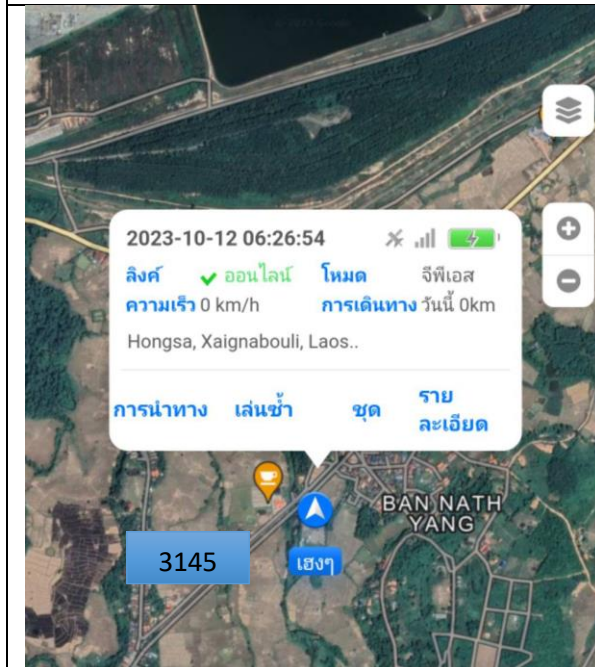 2023-10-12 06:26:54
ลิงค์ ออนไลน์ โหมด จีพีเอส
ความเร็ว 0 km/h การเดินทาง วันนี้ 0km
Hongsa, Xaignabouli, Laos..
การนำทาง เล่นซ้ำ ชุด ราย
ละเอียด
BAN NATH
YANG
3145
เฮงๆ